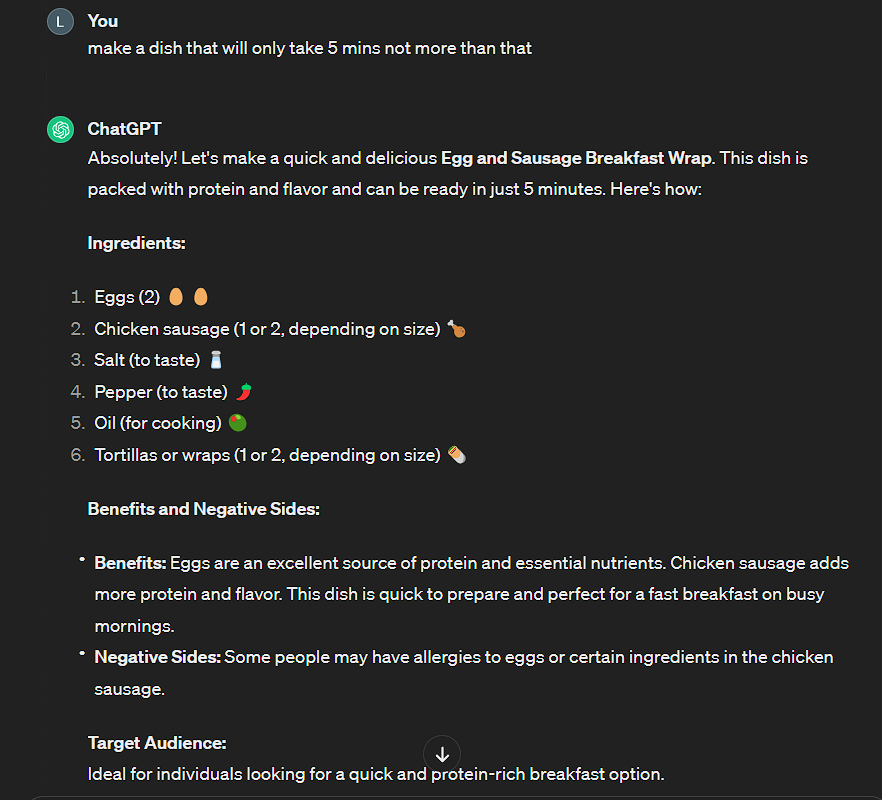 L You
make a dish that will only take 5 mins not more than that
ChatGPT
Absolutely! Let's make a quick and delicious Egg and Sausage Breakfast Wrap. This dish is
packed with protein and flavor and can be ready in just 5 minutes. Here's how:
Ingredients:
1. Eggs (2) 🥚 🥚
2. Chicken sausage (1 or 2, depending on size) 🍗
3. Salt (to taste) 🧂
4. Pepper (to taste) 🌶️
5. Oil (for cooking) 🫒
6. Tortillas or wraps (1 or 2, depending on size) 🌯
Benefits and Negative Sides:
• Benefits: Eggs are an excellent source of protein and essential nutrients. Chicken sausage adds
more protein and flavor. This dish is quick to prepare and perfect for a fast breakfast on busy
mornings.
• Negative Sides: Some people may have allergies to eggs or certain ingredients in the chicken
sausage.
Target Audience:
Ideal for individuals looking for a quick and protein-rich breakfast option.